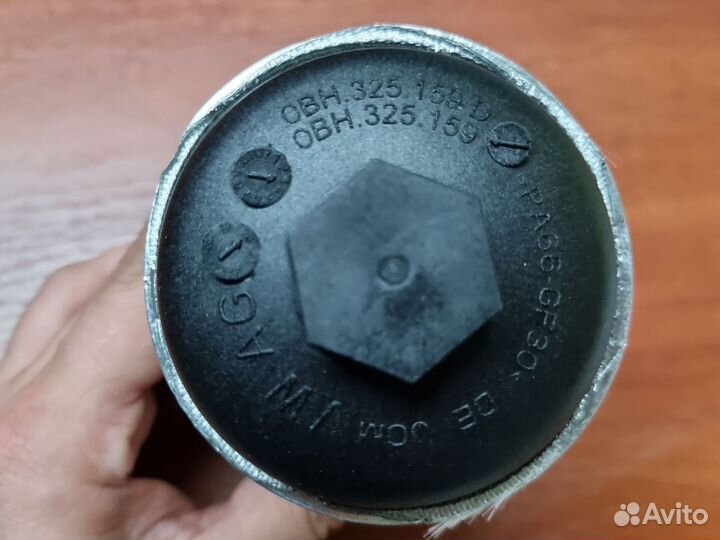 0BH.325.159 D
0BH.325.159
>PA66-GF30<
DE
JCM
VW
AG
Avito